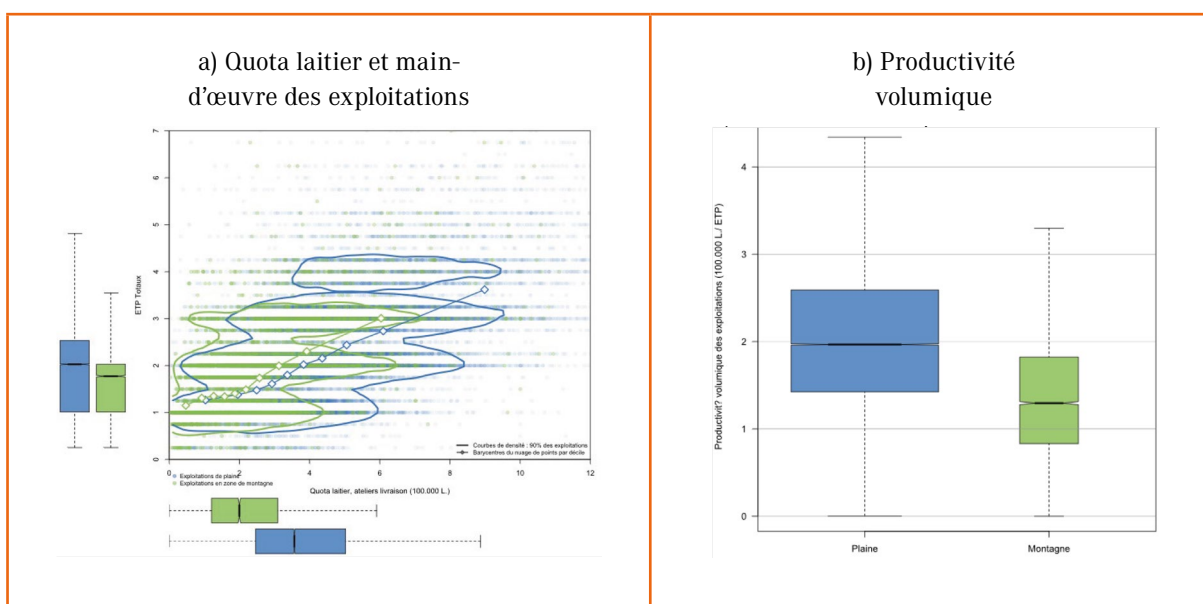 a) Quota laitier et main-
d'œuvre des exploitations
7
6
5
4
3
2
1
0
ETP Totaux
Courbes de densité : 90% des exploitations
Barycentres du nuage de points par décile
0 2 4 6 8 10 12
Exploitations de plaine
Exploitations en zone de montagne
Quota laitier, ateliers livraison (100.000 L.)
b) Productivité
volumique
4
3
2
1
0
Productivit? volumique des exploitations (100.000 L./ ETP)
Plaine Montagne